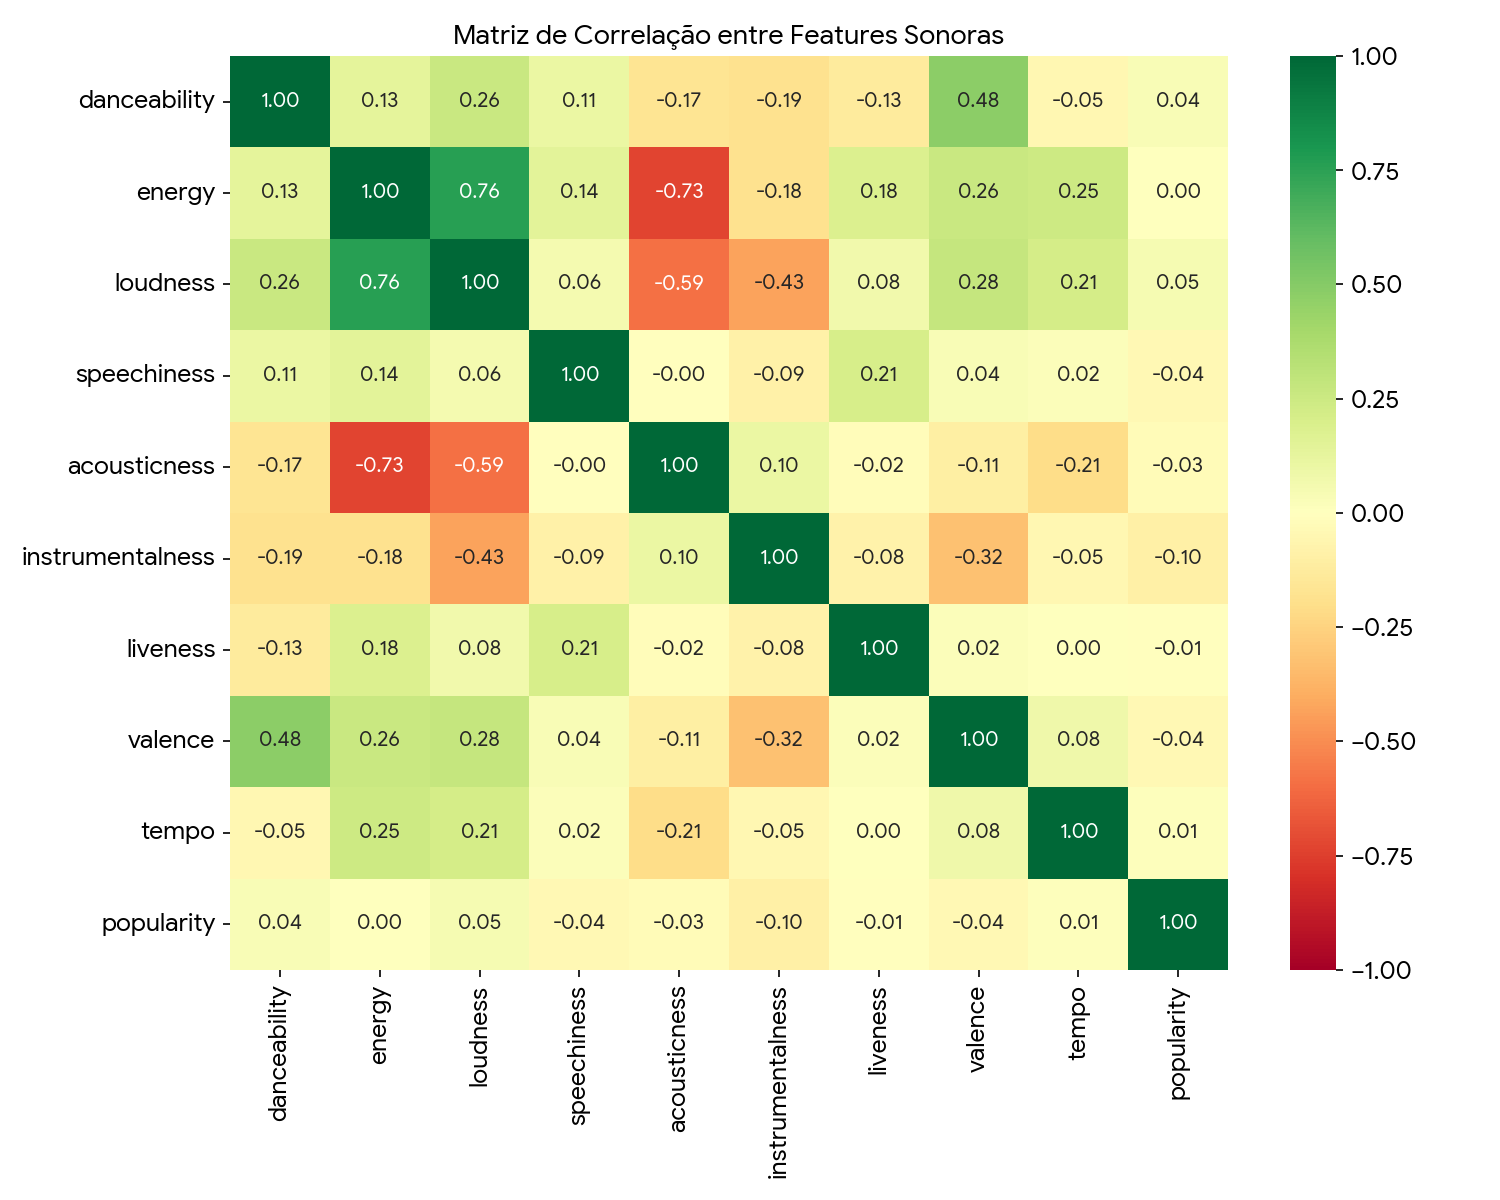 Matriz de Correlação entre Features Sonoras
danceability 1.00 0.13 0.26 0.11 -0.17 -0.19 -0.13 0.48 -0.05 0.04
energy 0.13 1.00 0.76 0.14 -0.73 -0.18 0.18 0.26 0.25 0.00
loudness 0.26 0.76 1.00 0.06 -0.59 -0.43 0.08 0.28 0.21 0.05
speechiness 0.11 0.14 0.06 1.00 -0.00 -0.09 0.21 0.04 0.02 -0.04
acousticness -0.17 -0.73 -0.59 -0.00 1.00 0.10 -0.02 -0.11 -0.21 -0.03
instrumentalness -0.19 -0.18 -0.43 -0.09 0.10 1.00 -0.08 -0.32 -0.05 -0.10
liveness -0.13 0.18 0.08 0.21 -0.02 -0.08 1.00 0.02 0.00 -0.01
valence 0.48 0.26 0.28 0.04 -0.11 -0.32 0.02 1.00 0.08 -0.04
tempo -0.05 0.25 0.21 0.02 -0.21 -0.05 0.00 0.08 1.00 0.01
popularity 0.04 0.00 0.05 -0.04 -0.03 -0.10 -0.01 -0.04 0.01 1.00
danceability energy loudness speechiness acousticness instrumentalness liveness valence tempo popularity
1.00
0.75
0.50
0.25
0.00
−0.25
−0.50
−0.75
−1.00